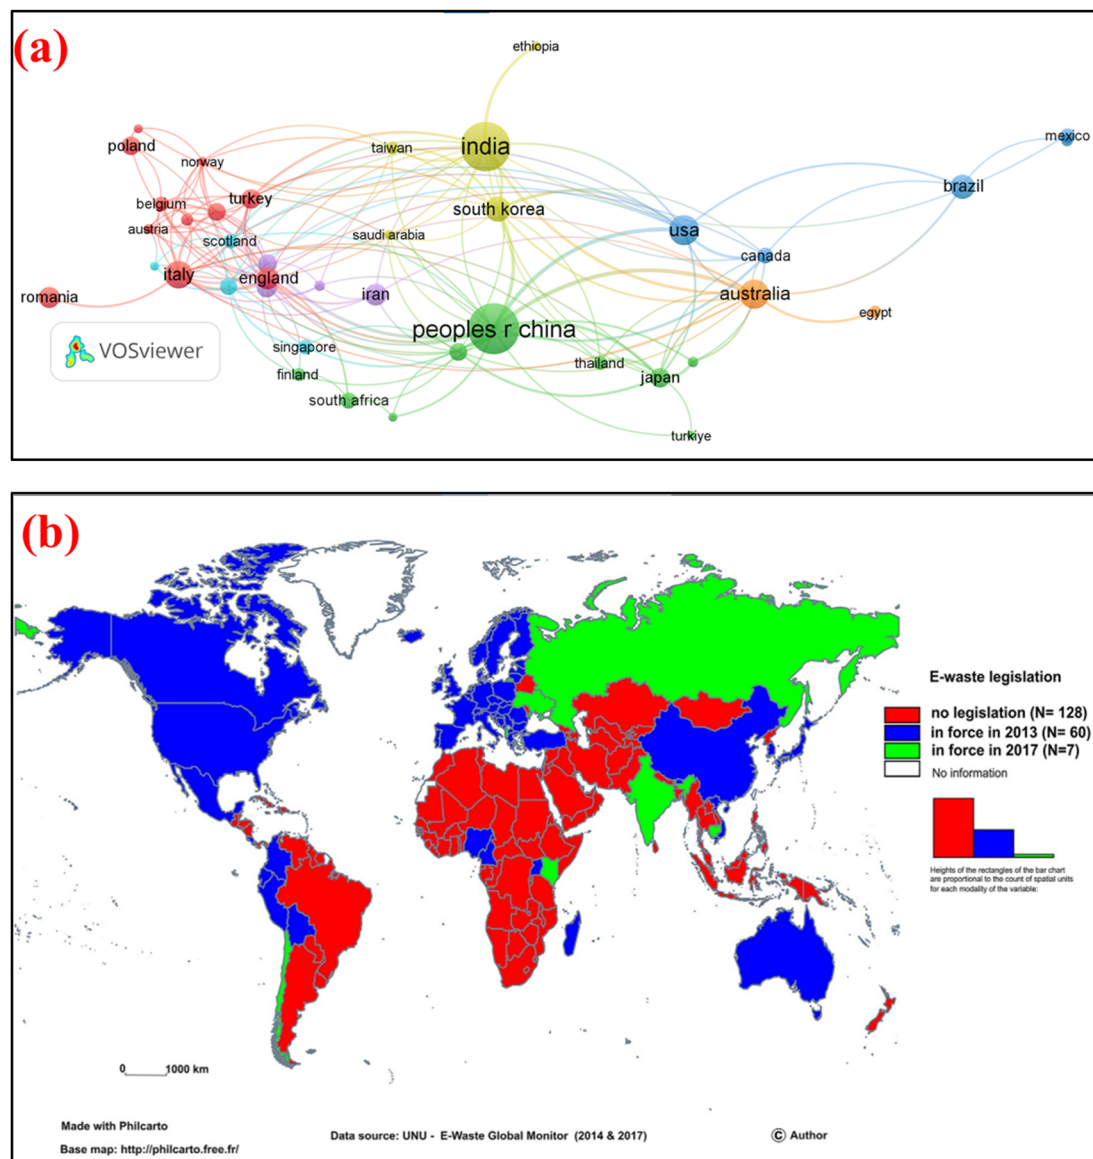 (a)
ethiopia
mexico
poland
taiwan
india
norway
brazil
belgium
turkey
south korea
austria
scotland
saudi arabia
usa
canada
italy
england
romania
iran
australia
egypt
peoples r china
VOSviewer
singapore
thailand
finland
japan
south africa
turkiye
(b)
E-waste legislation
no legislation (N= 128)
in force in 2013 (N= 60)
in force in 2017 (N=7)
No information
Heights of the rectangles of the bar chart
are proportional to the count of spatial units
for each modality of the variable:
0 1000 km
Made with Philcarto
Base map: http://philcarto.free.fr/
Data source: UNU - E-Waste Global Monitor (2014 & 2017)
© Author